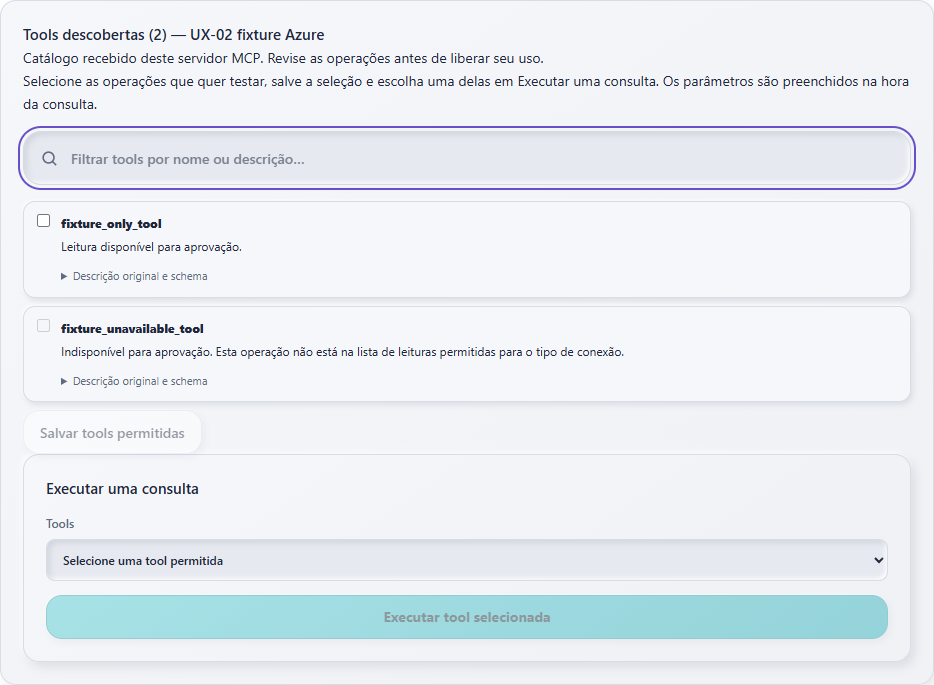 Tools descobertas (2) — UX-02 fixture Azure
Catálogo recebido deste servidor MCP. Revise as operações antes de liberar seu uso.
Selecione as operações que quer testar, salve a seleção e escolha uma delas em Executar uma consulta. Os parâmetros são preenchidos na hora
da consulta.
Filtrar tools por nome ou descrição...
fixture_only_tool
Leitura disponível para aprovação.
Descrição original e schema
fixture_unavailable_tool
Indisponível para aprovação. Esta operação não está na lista de leituras permitidas para o tipo de conexão.
Descrição original e schema
Salvar tools permitidas
Executar uma consulta
Tools
Selecione uma tool permitida
Executar tool selecionada